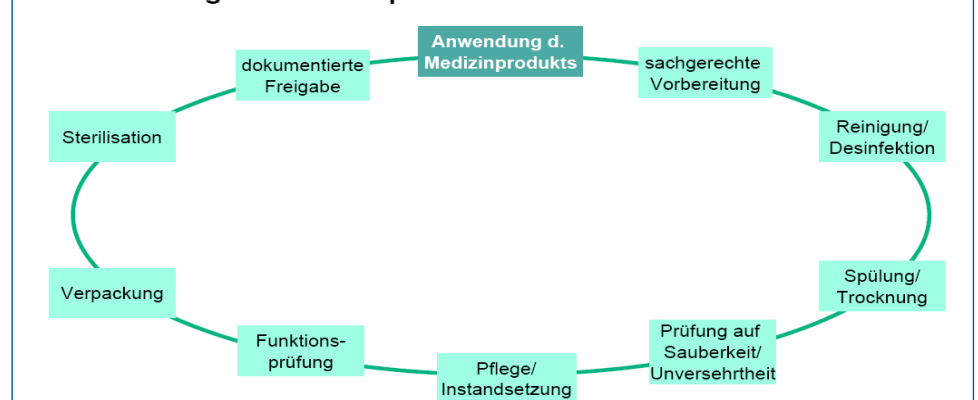 Anwendung d.
Medizinprodukts
sachgerechte
Vorbereitung
Reinigung/
Desinfektion
Spülung/
Trocknung
Prüfung auf
Sauberkeit/
Unversehrtheit
Pflege/
Instandsetzung
Funktions-
prüfung
Verpackung
Sterilisation
dokumentierte
Freigabe